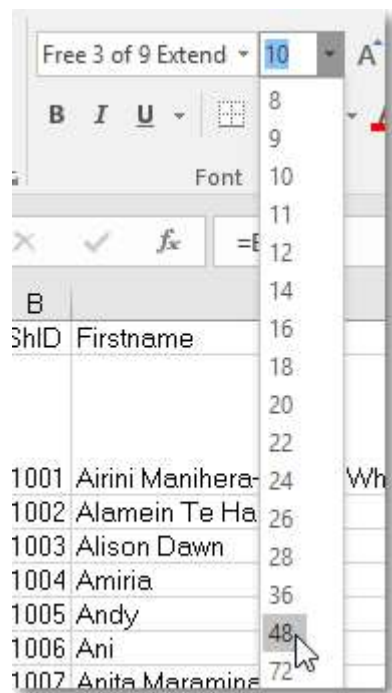 Free 3 of 9 Extend 10 A
B I U
Font
fx
B
ShID Firstname
1001 Airini Manihera- Wh
1002 Alamein Te Ha
1003 Alison Dawn
1004 Amiria
1005 Andy
1006 Ani
1007 Anita Maramina
8
9
10
11
12
14
16
18
20
22
24
26
28
36
48
72